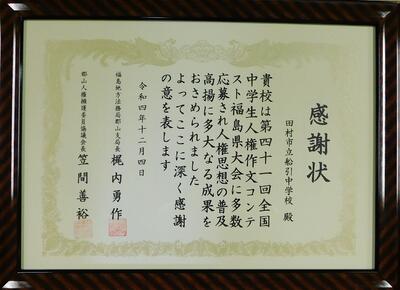 感謝状
田村市立船引中学校 殿
貴校は第四十一回全国
中学生人権作文コンテ
スト福島県大会に多数
応募され人権思想の普及
高揚に多大なる成果を
おさめられました
よってここに深く感謝
の意を表します
令和四年十二月四日
福島地方法務局郡山支局長
梶内勇作
郡山人権擁護委員協議会長
笠間善裕